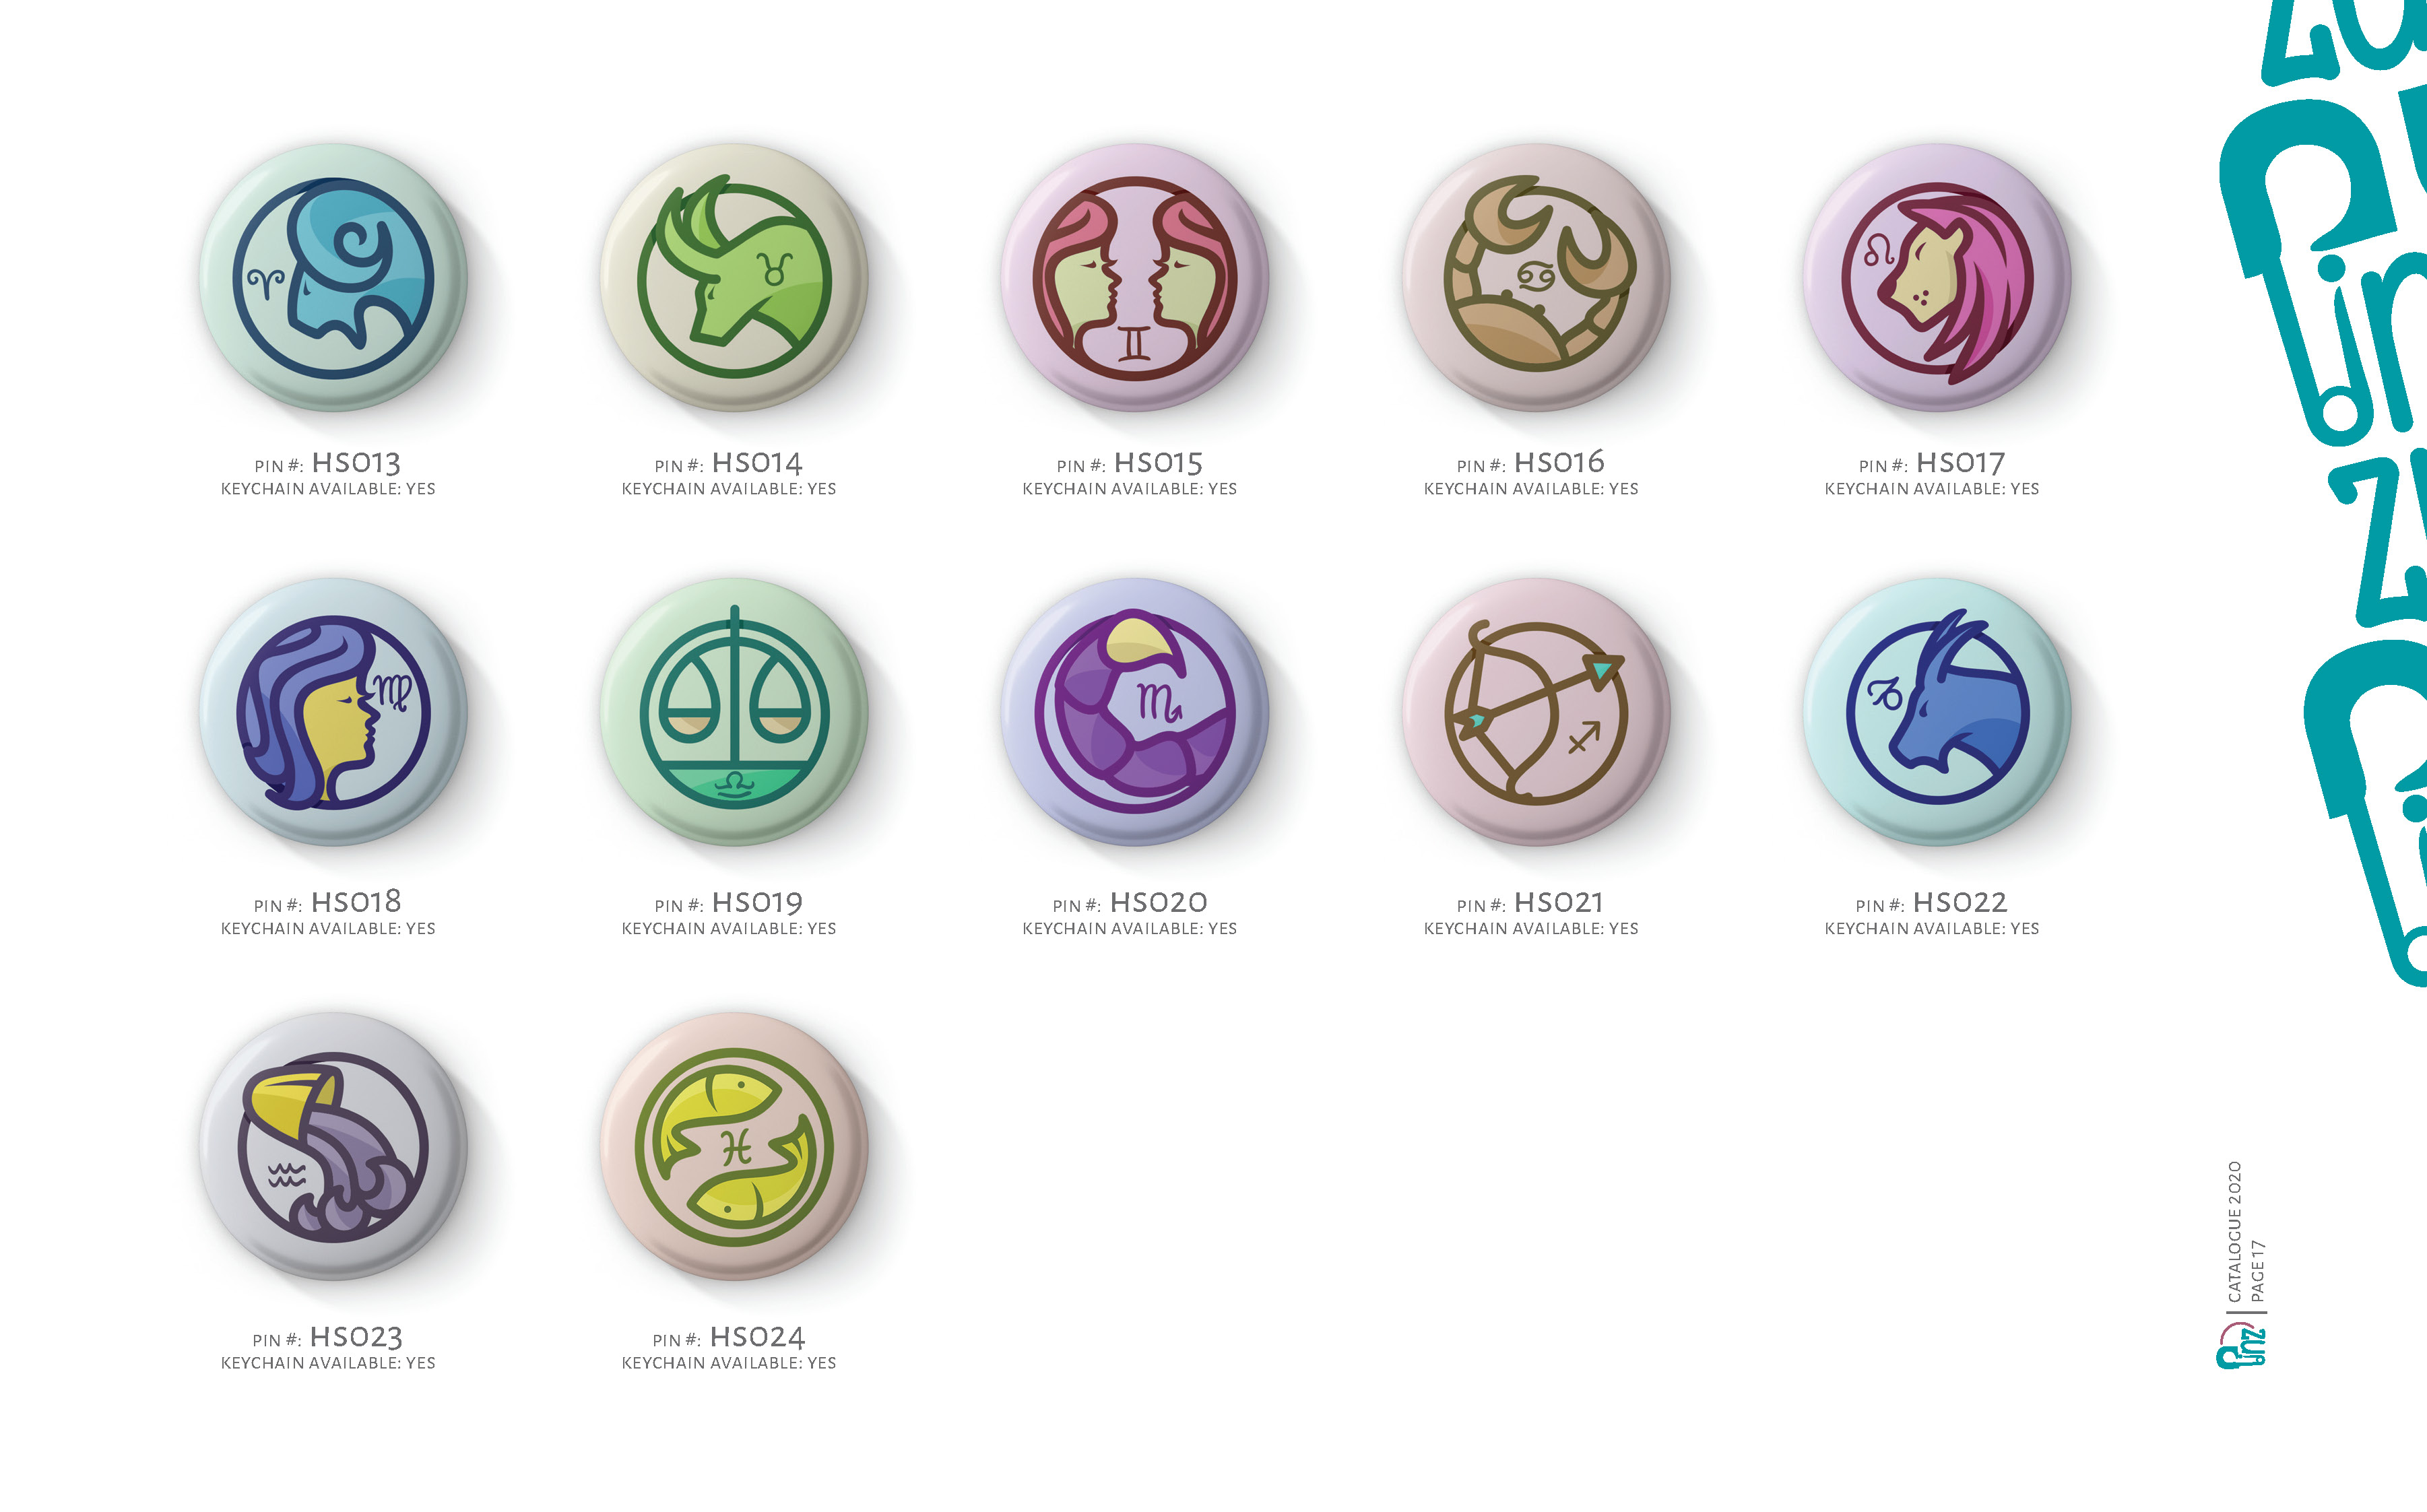 PIN #: HS013
KEYCHAIN AVAILABLE: YES
PIN #: HS014
KEYCHAIN AVAILABLE: YES
PIN #: HS015
KEYCHAIN AVAILABLE: YES
PIN #: HS016
KEYCHAIN AVAILABLE: YES
PIN #: HS017
KEYCHAIN AVAILABLE: YES
PIN #: HS018
KEYCHAIN AVAILABLE: YES
PIN #: HS019
KEYCHAIN AVAILABLE: YES
PIN #: HS020
KEYCHAIN AVAILABLE: YES
PIN #: HS021
KEYCHAIN AVAILABLE: YES
PIN #: HS022
KEYCHAIN AVAILABLE: YES
PIN #: HS023
KEYCHAIN AVAILABLE: YES
PIN #: HS024
KEYCHAIN AVAILABLE: YES
CATALOGUE 2020
PAGE 17